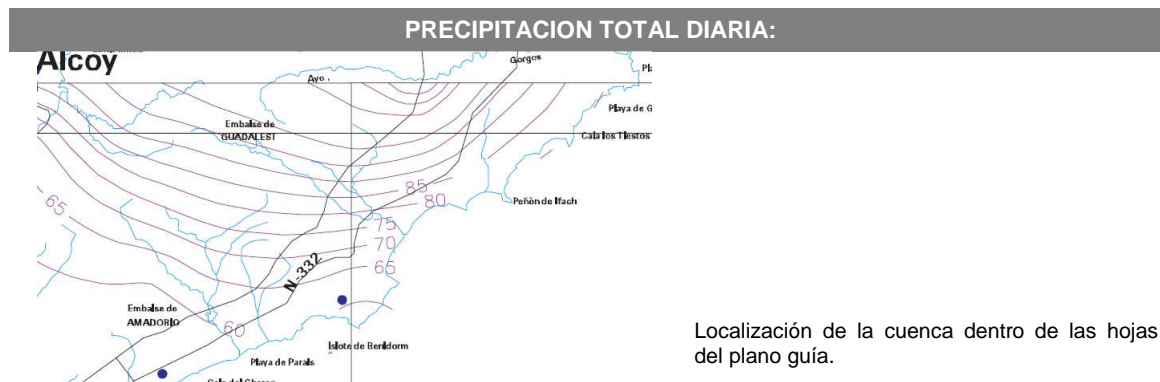 PRECIPITACION TOTAL DIARIA:
Alcoy
Gorgos
Ayo .
Playa de G
Embalse de
GUADALEST
Cala los Tiestos
85
80
65
Peñón de Ifach
75
70
65
N-332
Embalse de
AMADORIO
60
Islote de Benidorm
Playa de Parals
Localización de la cuenca dentro de las hojas
del plano guía.